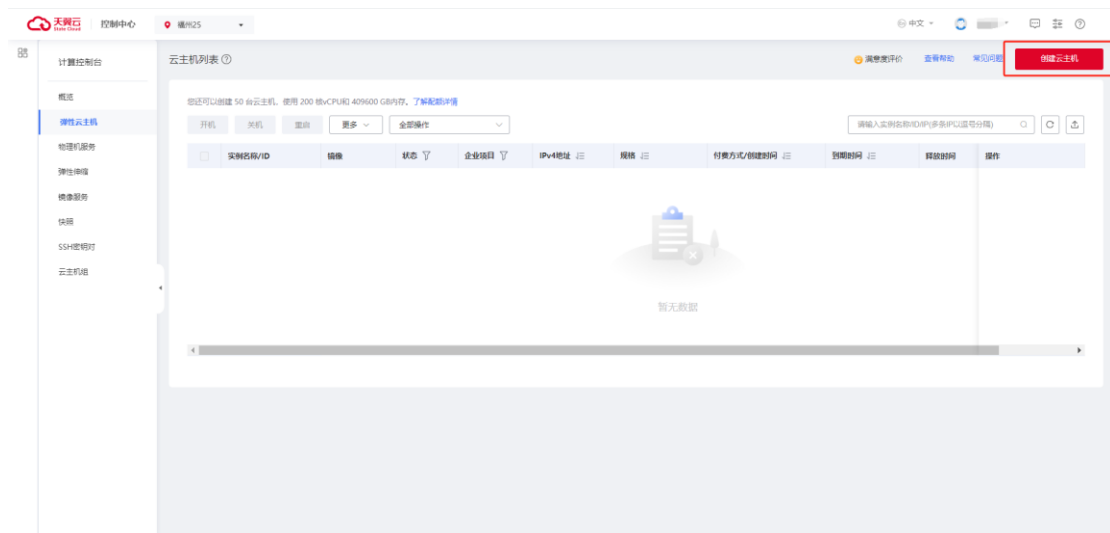 天翼云 控制中心 福州25 中文
State Cloud
计算控制台
云主机列表 满意度评价 查看帮助 常见问题 创建云主机
概览
弹性云主机
物理机服务
弹性伸缩
镜像服务
快照
SSH密钥对
云主机组
您还可以创建 50 台云主机，使用 200 核vCPU和 409600 GB内存。了解配额详情
开机 关机 重启 更多 全部操作 请输入实例名称/ID/IP(多条IP以逗号分隔)
实例名称/ID 镜像 状态 企业项目 IPv4地址 规格 付费方式/创建时间 到期时间 释放时间 操作
暂无数据